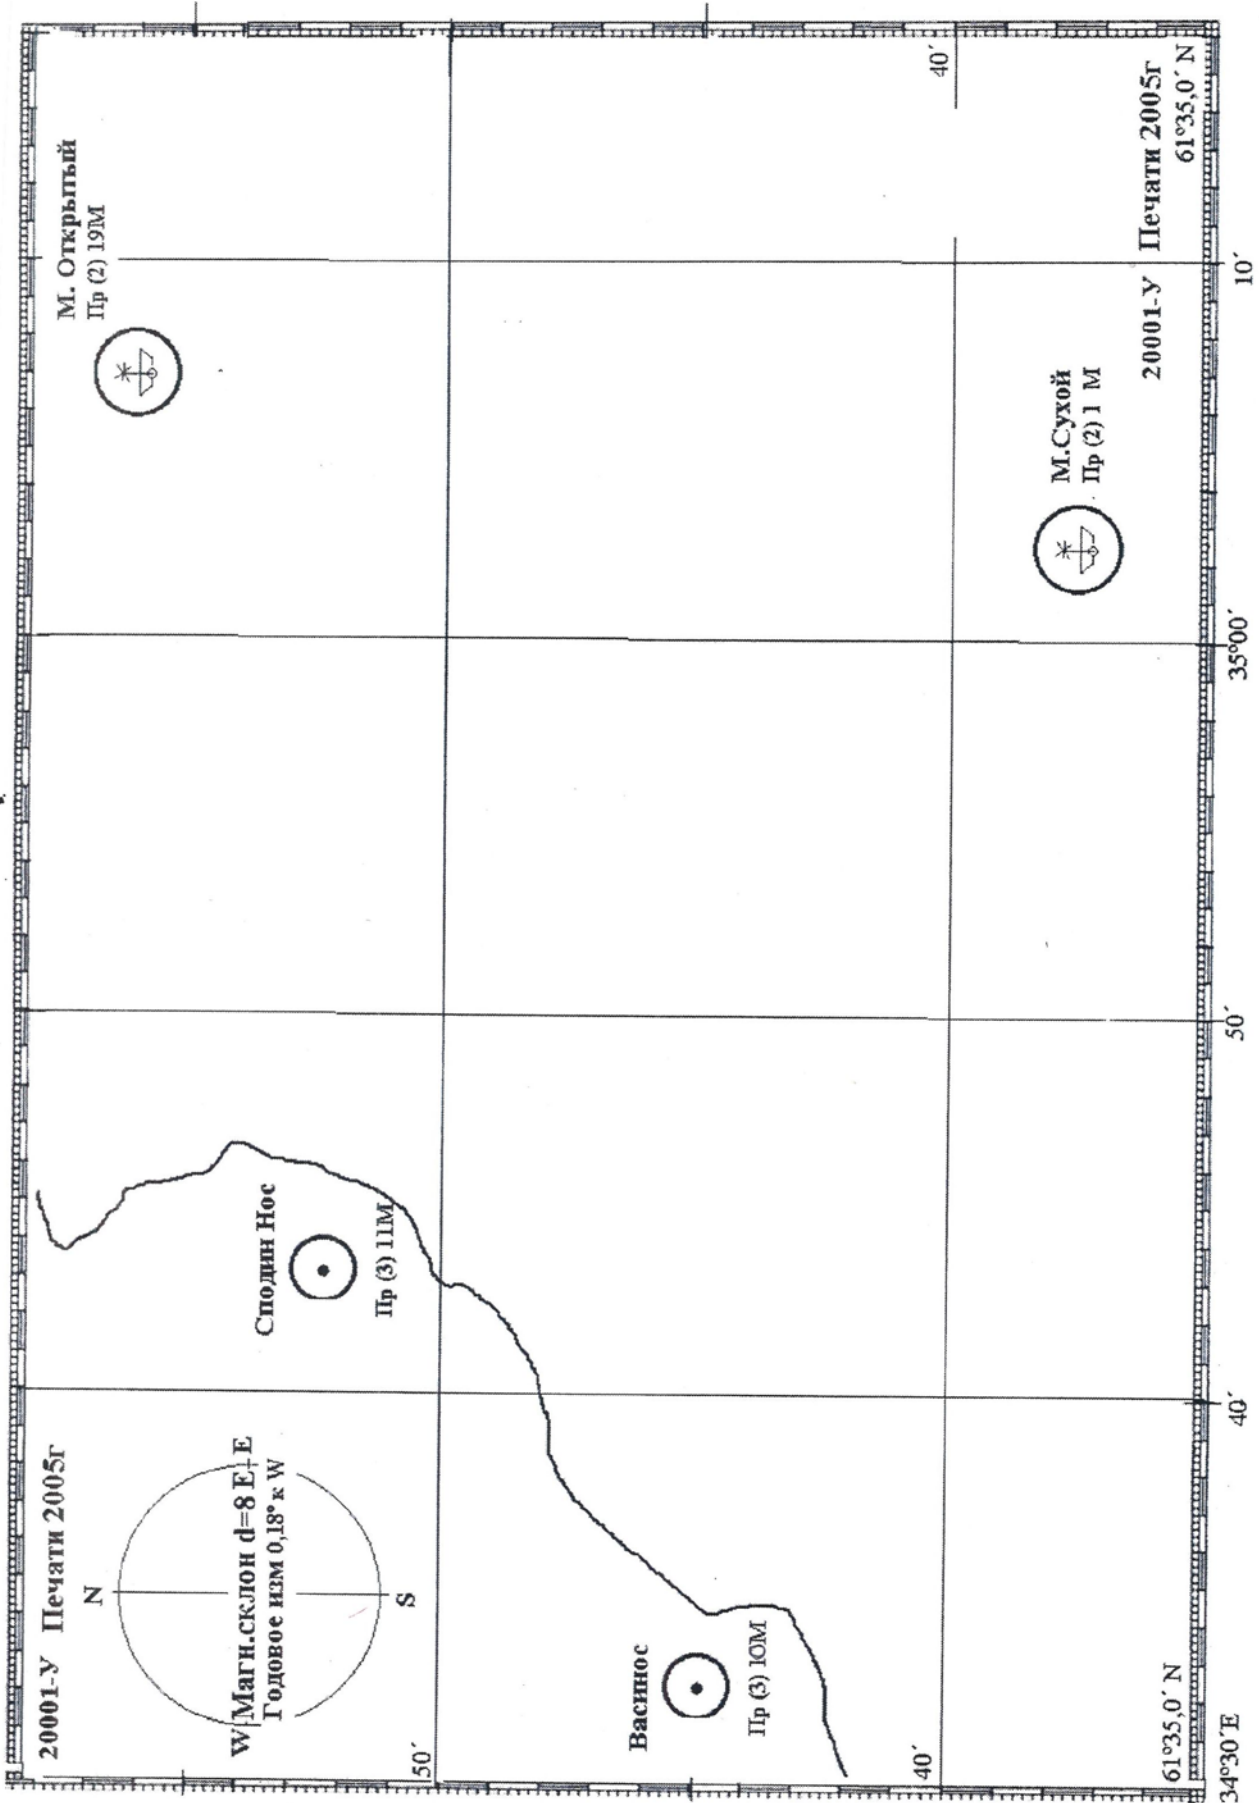 20001-У Печати 2005г
N
W Магн.склон d=8 E E
Годовое изм 0,18° к W
S
Сподин Нос
Пр (3) 11М
М. Открытый
Пр (2) 19М
50´
Васинос
Пр (3) 10М
40´
40´
М.Сухой
Пр (2) 1 М
20001-У Печати 2005г
61°35,0´ N
61°35,0´ N
34°30´E
40´
50´
35°00´
10´